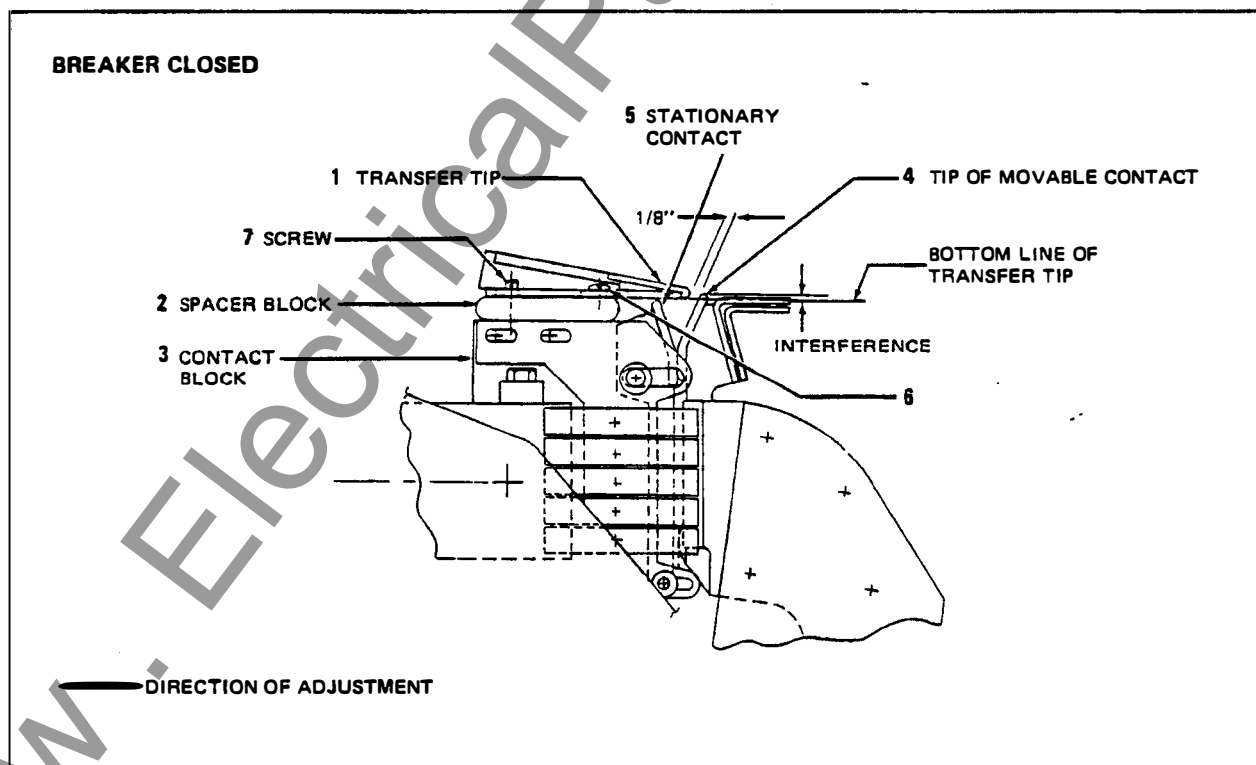 BREAKER CLOSED
5 STATIONARY
CONTACT
1 TRANSFER TIP
4 TIP OF MOVABLE CONTACT
1/8"
7 SCREW
BOTTOM LINE OF
TRANSFER TIP
2 SPACER BLOCK
INTERFERENCE
3 CONTACT
BLOCK
6
DIRECTION OF ADJUSTMENT
w. ElectricalP